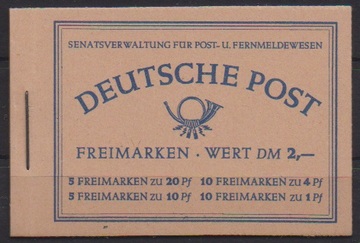 SENATSVERWALTUNG FÜR POST- U. FERNMELDEWESEN
DEUTSCHE POST
FREIMARKEN · WERT DM 2,—
5 FREIMARKEN ZU 20 Pf 10 FREIMARKEN ZU 4 Pf
5 FREIMARKEN ZU 10 Pf 10 FREIMARKEN ZU 1 Pf